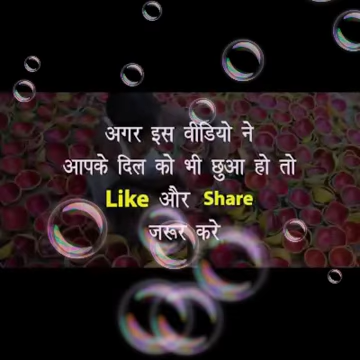 अगर इस वीडियो ने
आपके दिल को भी छुआ हो तो
Like और Share
जरूर करे